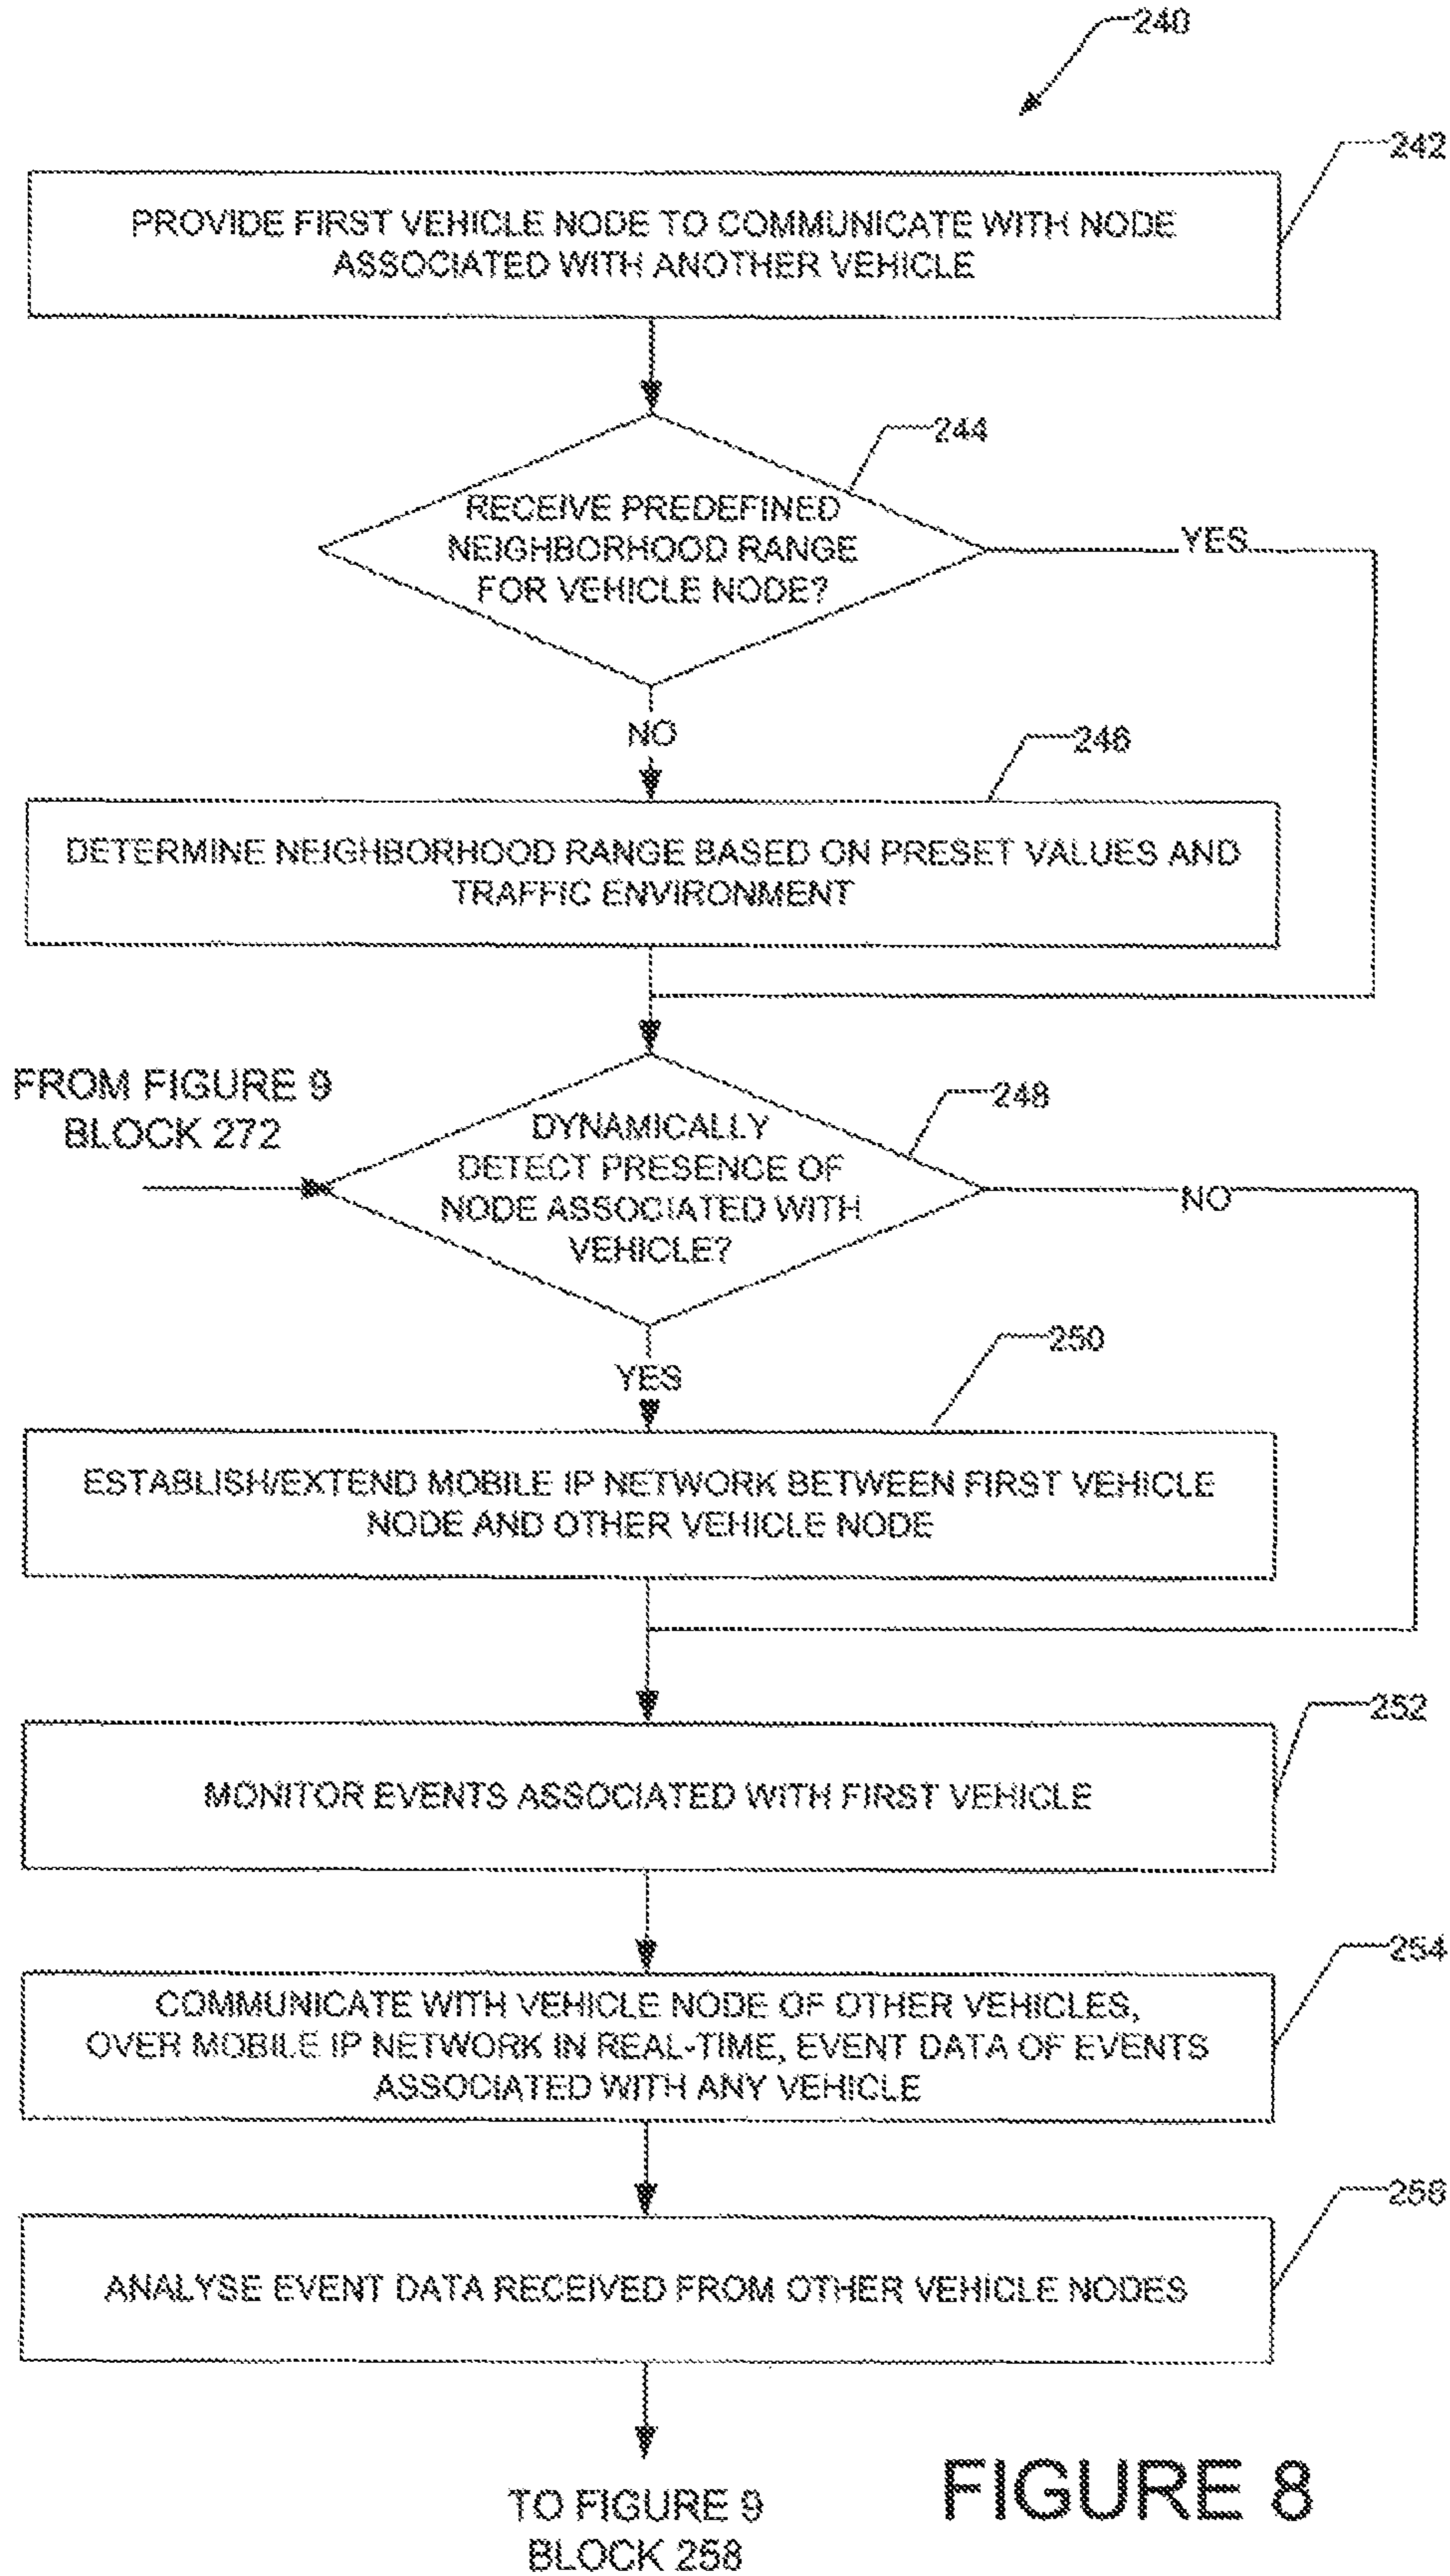 240
242
PROVIDE FIRST VEHICLE NODE TO COMMUNICATE WITH NODE
ASSOCIATED WITH ANOTHER VEHICLE
244
RECEIVE PREDEFINED
NEIGHBORHOOD RANGE
FOR VEHICLE NODE?
YES
NO
246
DETERMINE NEIGHBORHOOD RANGE BASED ON PRESET VALUES AND
TRAFFIC ENVIRONMENT
FROM FIGURE 9
BLOCK 272
248
DYNAMICALLY
DETECT PRESENCE OF
NODE ASSOCIATED WITH
VEHICLE?
NO
YES
250
ESTABLISH/EXTEND MOBILE IP NETWORK BETWEEN FIRST VEHICLE
NODE AND OTHER VEHICLE NODE
252
MONITOR EVENTS ASSOCIATED WITH FIRST VEHICLE
254
COMMUNICATE WITH VEHICLE NODE OF OTHER VEHICLES,
OVER MOBILE IP NETWORK IN REAL-TIME, EVENT DATA OF EVENTS
ASSOCIATED WITH ANY VEHICLE
256
ANALYSE EVENT DATA RECEIVED FROM OTHER VEHICLE NODES
TO FIGURE 9
BLOCK 258
FIGURE 8